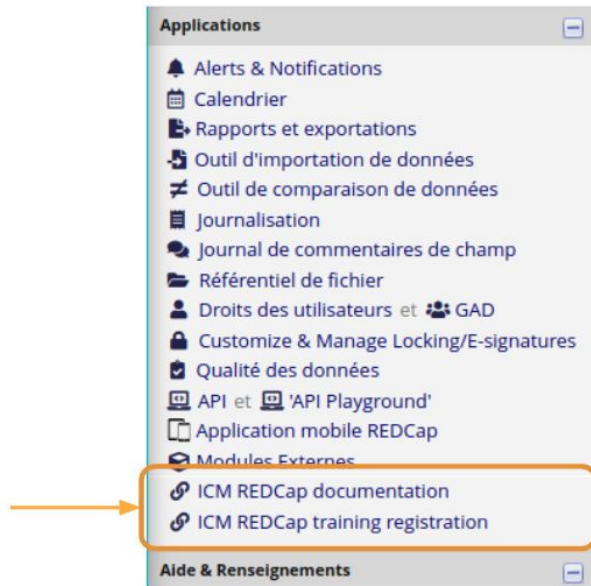 Applications
Alerts & Notifications
Calendrier
Rapports et exportations
Outil d'importation de données
Outil de comparaison de données
Journalisation
Journal de commentaires de champ
Référentiel de fichier
Droits des utilisateurs et GAD
Customize & Manage Locking/E-signatures
Qualité des données
API et 'API Playground'
Application mobile REDCap
Modules Externes
ICM REDCap documentation
ICM REDCap training registration
Aide & Renseignements